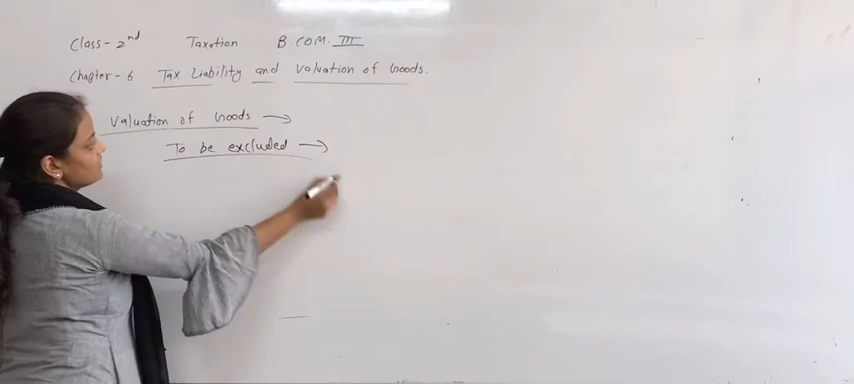 Class - 2nd Taxation B.COM. III
Chapter - 6 Tax Liability and Valuation of Goods.
Valuation of Goods →
To be excluded →